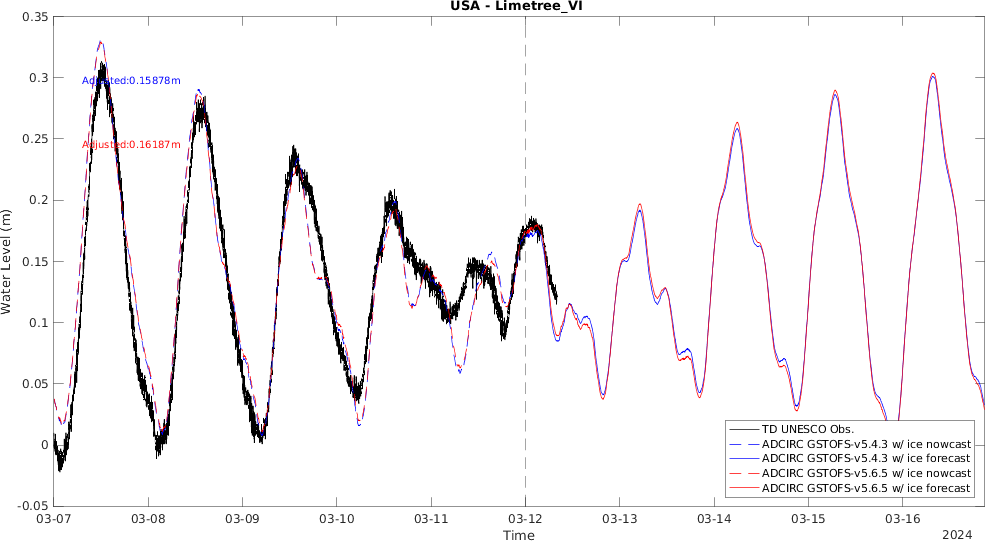 USA - Limetree_VI
0.35
0.3
0.25
0.2
0.15
0.1
0.05
0
-0.05
Water Level (m)
Adjusted:0.15878m
Adjusted:0.16187m
TD UNESCO Obs.
ADCIRC GSTOFS-v5.4.3 w/ ice nowcast
ADCIRC GSTOFS-v5.4.3 w/ ice forecast
ADCIRC GSTOFS-v5.6.5 w/ ice nowcast
ADCIRC GSTOFS-v5.6.5 w/ ice forecast
03-07 03-08 03-09 03-10 03-11 03-12 03-13 03-14 03-15 03-16
Time
2024